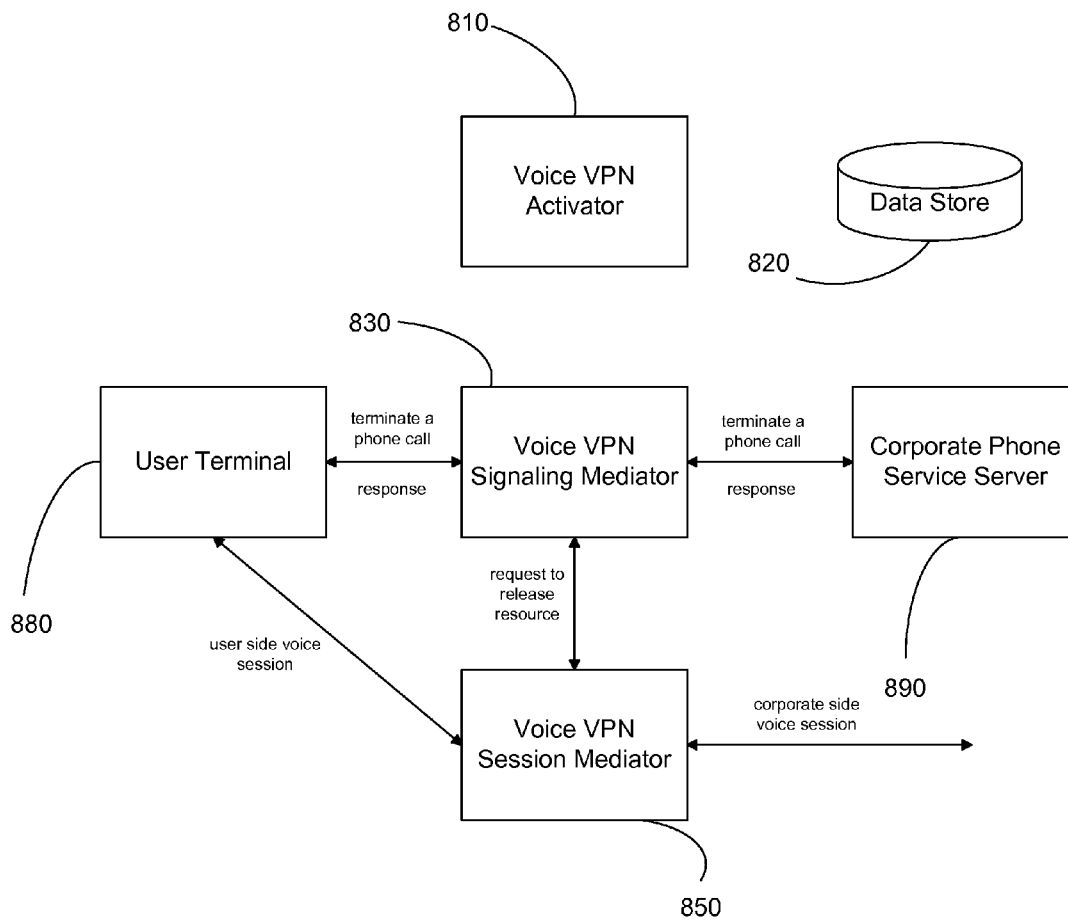 810
Voice VPN
Activator
Data Store
820
830
User Terminal
terminate a
phone call
response
Voice VPN
Signaling Mediator
terminate a
phone call
response
Corporate Phone
Service Server
880
request to
release
resource
user side voice
session
890
Voice VPN
Session Mediator
corporate side
voice session
850